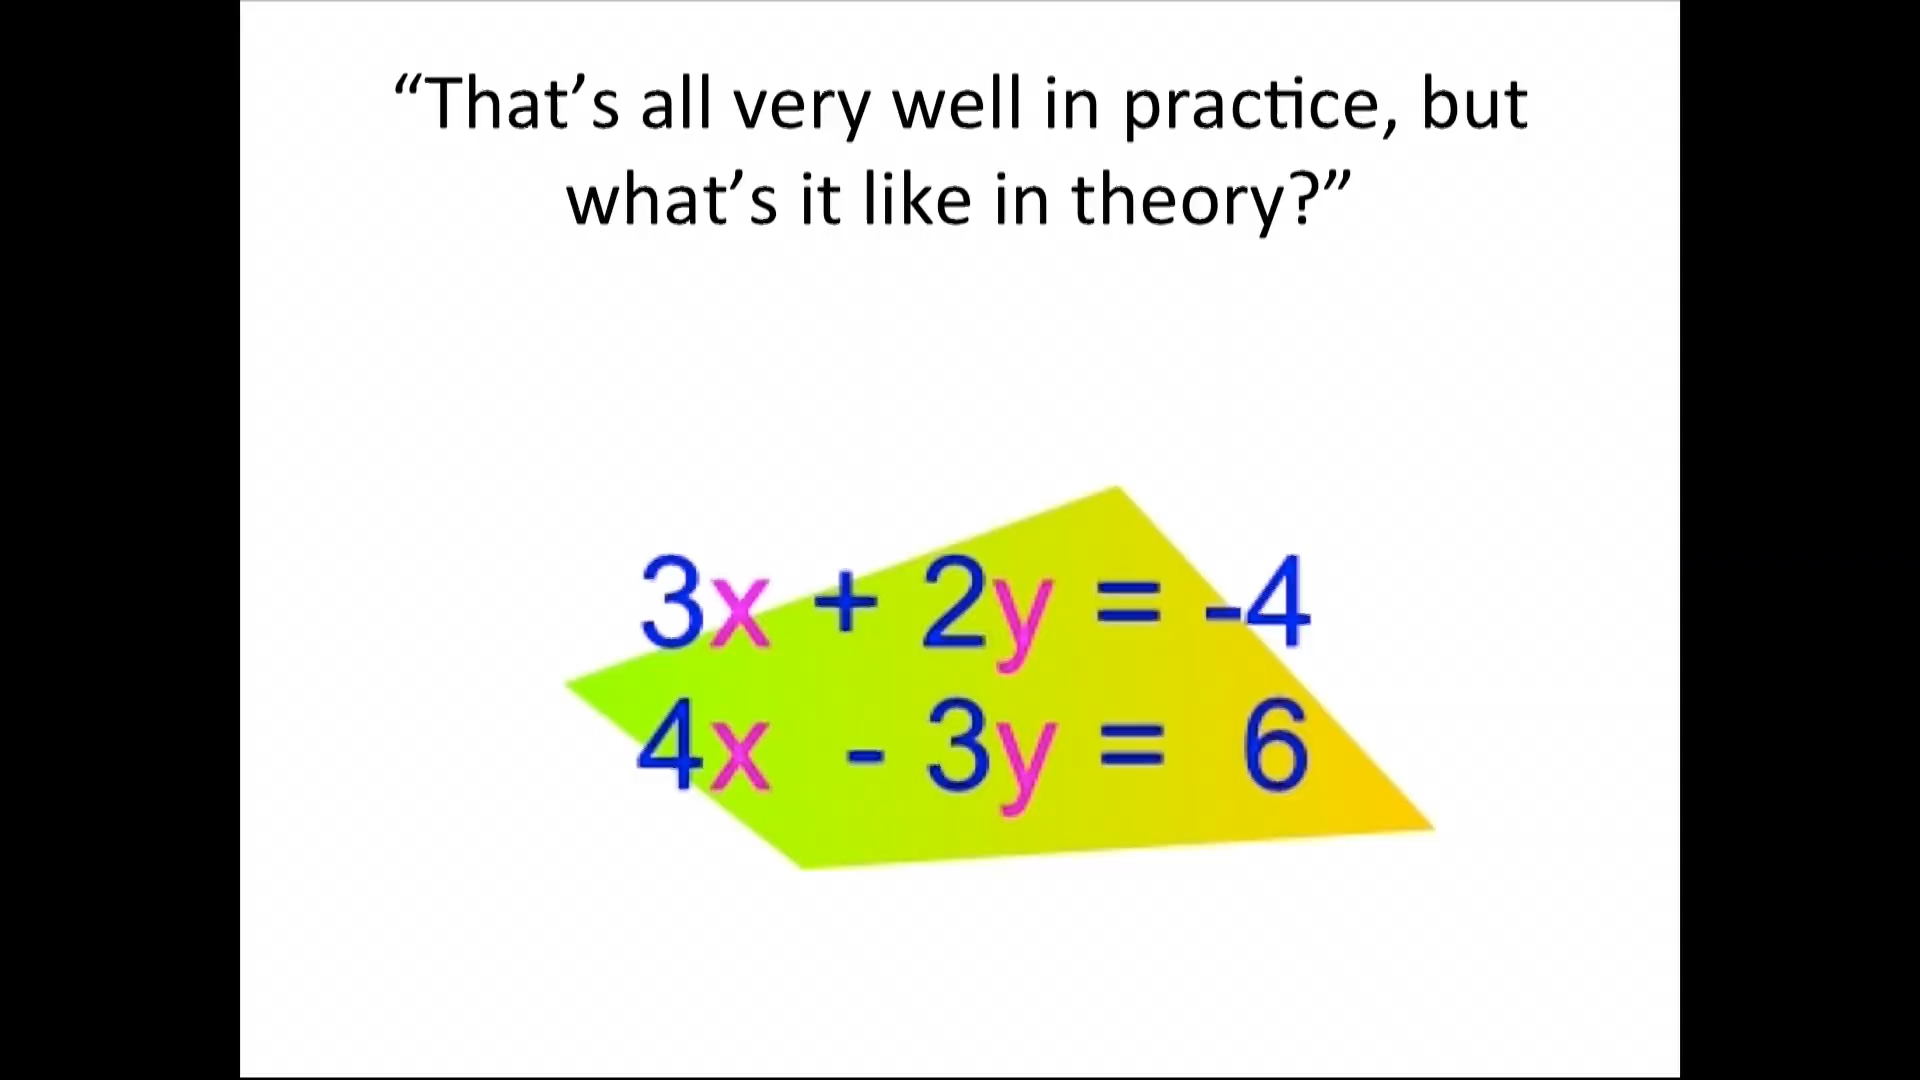 “That’s all very well in practice, but
what’s it like in theory?”
3x + 2y = -4
4x - 3y = 6